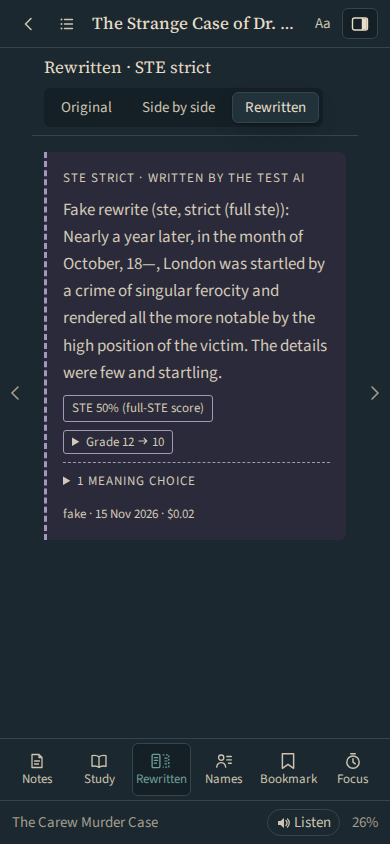 The Strange Case of Dr. ...
Aa
Rewritten · STE strict
Original
Side by side
Rewritten
STE STRICT · WRITTEN BY THE TEST AI
Fake rewrite (ste, strict (full ste)):
Nearly a year later, in the month of
October, 18—, London was startled by
a crime of singular ferocity and
rendered all the more notable by the
high position of the victim. The details
were few and startling.
STE 50% (full-STE score)
Grade 12 → 10
1 MEANING CHOICE
fake · 15 Nov 2026 · $0.02
Notes
Study
Rewritten
Names
Bookmark
Focus
The Carew Murder Case
Listen
26%